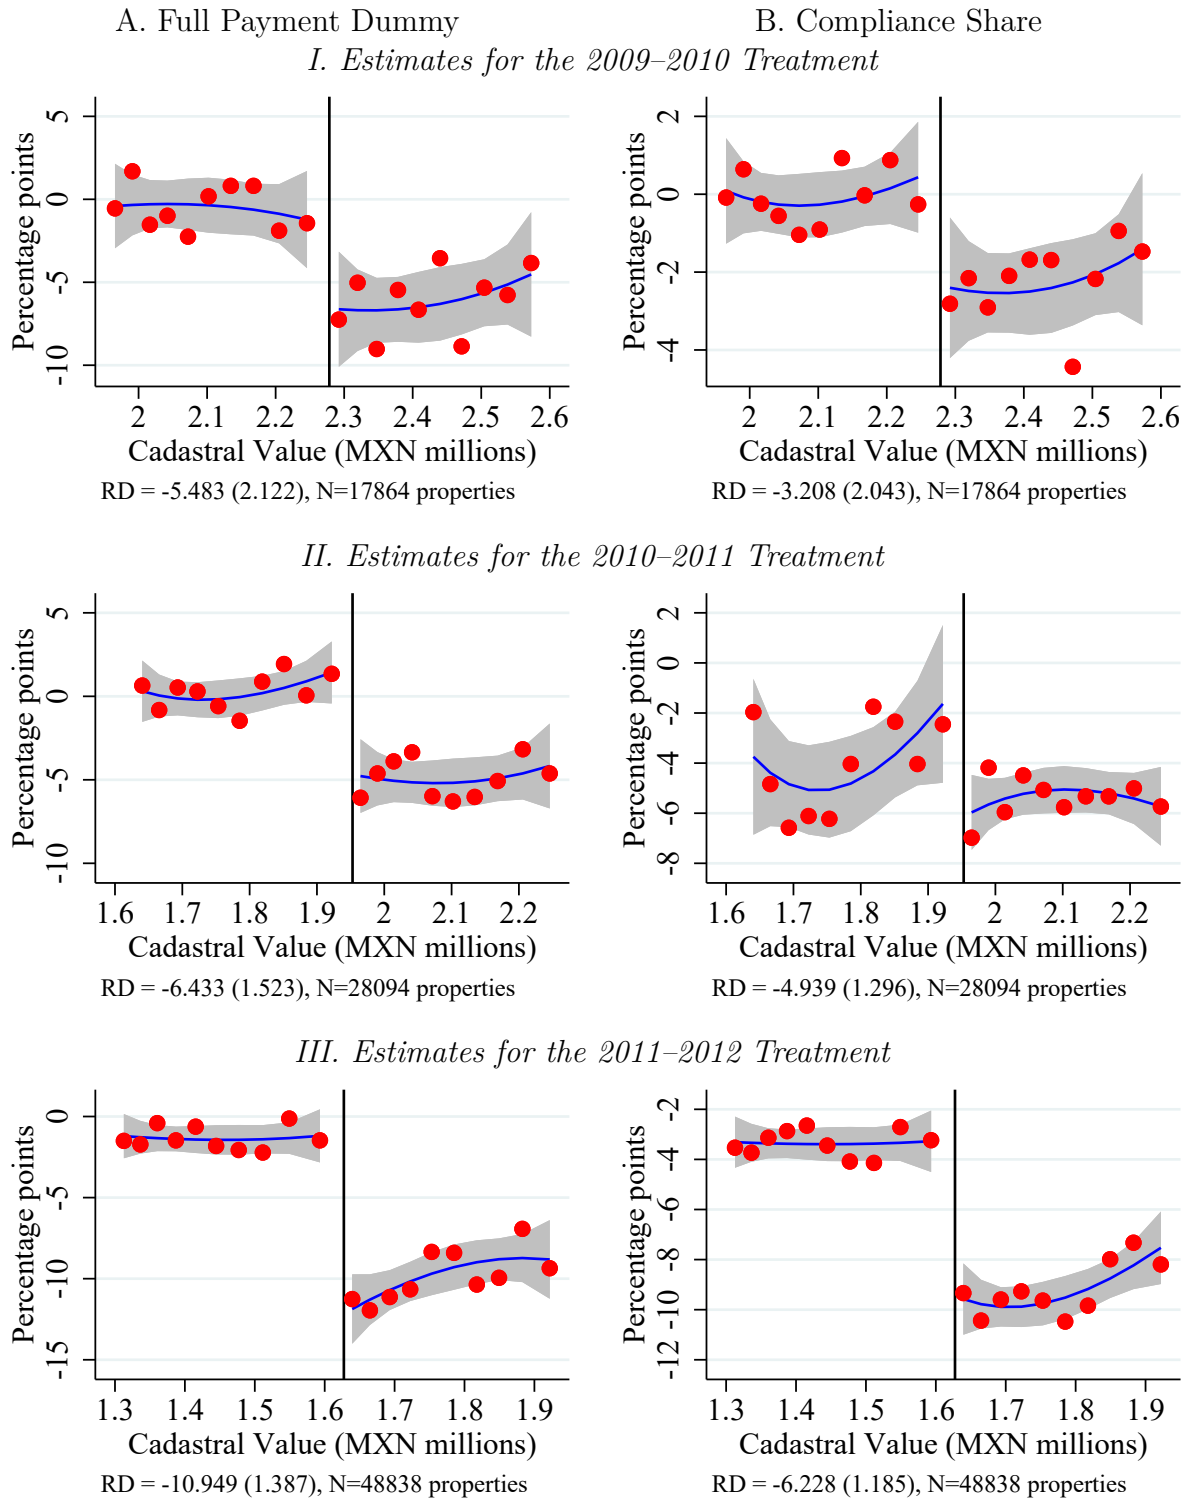 A. Full Payment Dummy
B. Compliance Share
I. Estimates for the 2009–2010 Treatment
Percentage points
5
0
-5
-10
2 2.1 2.2 2.3 2.4 2.5 2.6
Cadastral Value (MXN millions)
RD = -5.483 (2.122), N=17864 properties
Percentage points
2
0
-2
-4
2 2.1 2.2 2.3 2.4 2.5 2.6
Cadastral Value (MXN millions)
RD = -3.208 (2.043), N=17864 properties
II. Estimates for the 2010–2011 Treatment
Percentage points
5
0
-5
-10
1.6 1.7 1.8 1.9 2 2.1 2.2
Cadastral Value (MXN millions)
RD = -6.433 (1.523), N=28094 properties
Percentage points
2
0
-2
-4
-6
-8
1.6 1.7 1.8 1.9 2 2.1 2.2
Cadastral Value (MXN millions)
RD = -4.939 (1.296), N=28094 properties
III. Estimates for the 2011–2012 Treatment
Percentage points
0
-5
-10
-15
1.3 1.4 1.5 1.6 1.7 1.8 1.9
Cadastral Value (MXN millions)
RD = -10.949 (1.387), N=48838 properties
Percentage points
-2
-4
-6
-8
-10
-12
1.3 1.4 1.5 1.6 1.7 1.8 1.9
Cadastral Value (MXN millions)
RD = -6.228 (1.185), N=48838 properties